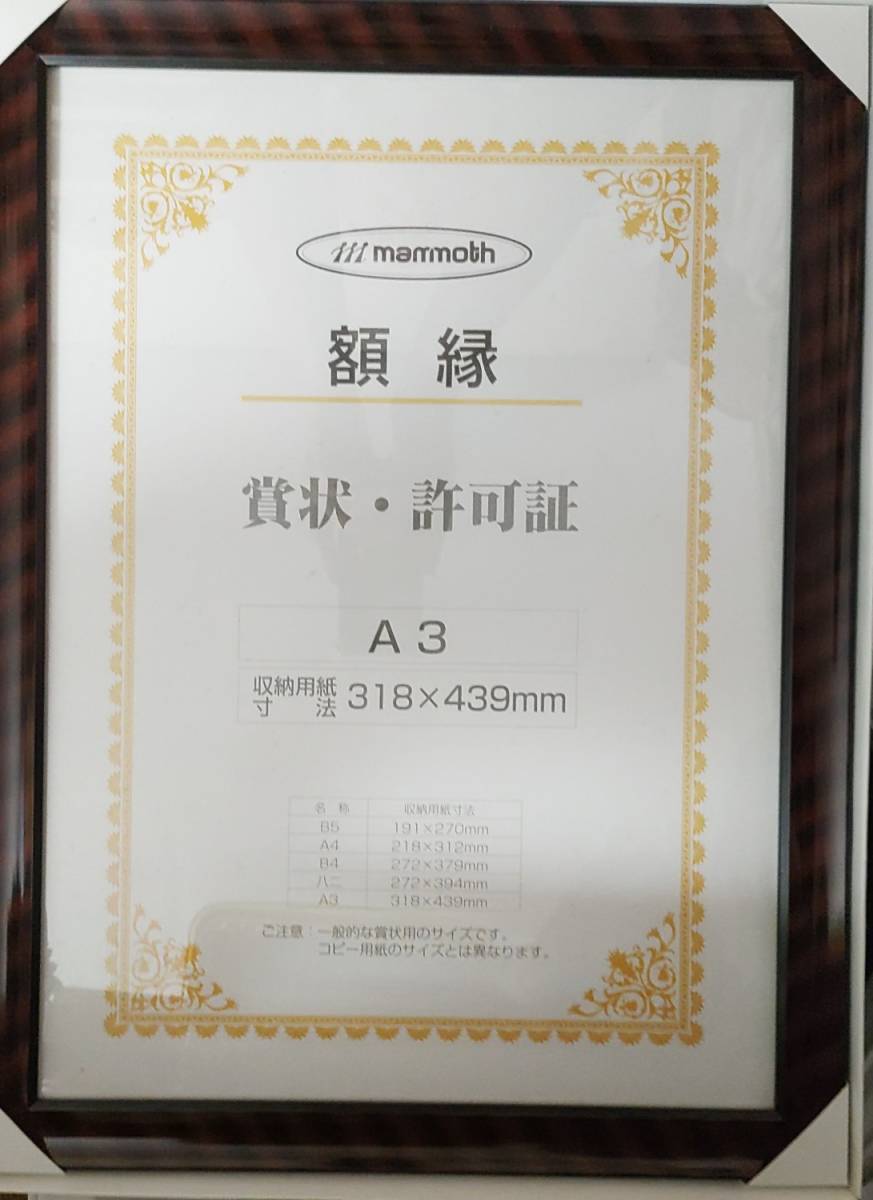 mammoth
額縁
賞状・許可証
A3
収納用紙寸法 318×439mm
名称 収納用紙寸法
B5 191×270mm
A4 218×312mm
B4 272×379mm
八二 272×394mm
A3 318×439mm
ご注意：一般的な賞状用のサイズです。
コピー用紙のサイズとは異なります。